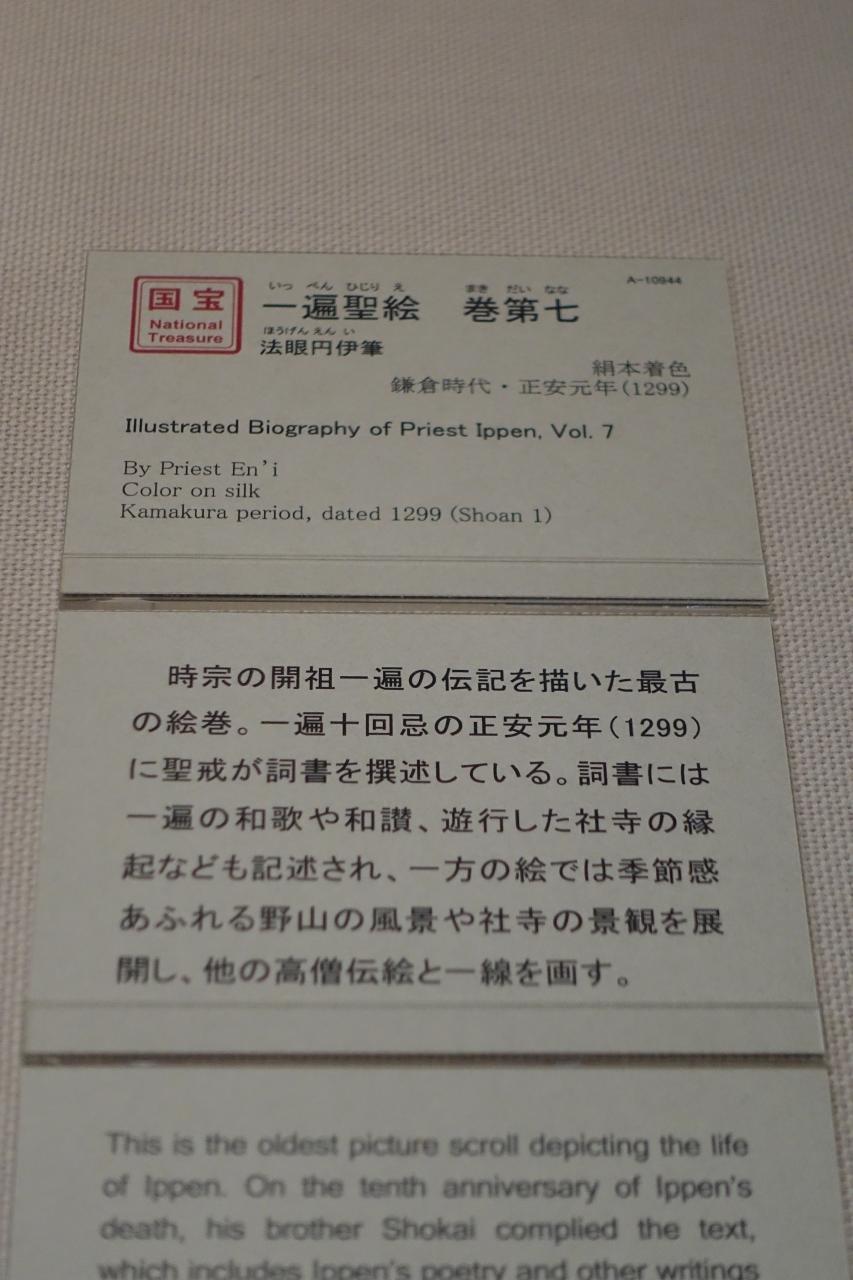 国宝
National
Treasure
いっ ぺん ひじり え まき だい なな
一遍聖絵 巻第七
A-10944
ほうげん えん い
法眼円伊筆
絹本着色
鎌倉時代・正安元年(1299)
Illustrated Biography of Priest Ippen, Vol. 7
By Priest En'i
Color on silk
Kamakura period, dated 1299 (Shoan 1)
時宗の開祖一遍の伝記を描いた最古
の絵巻。一遍十回忌の正安元年(1299)
に聖戒が詞書を撰述している。詞書には
一遍の和歌や和讃、遊行した社寺の縁
起なども記述され、一方の絵では季節感
あふれる野山の風景や社寺の景観を展
開し、他の高僧伝絵と一線を画す。
This is the oldest picture scroll depicting the life
of Ippen. On the tenth anniversary of Ippen's
death, his brother Shokai complied the text,
which includes Ippen's poetry and other writings